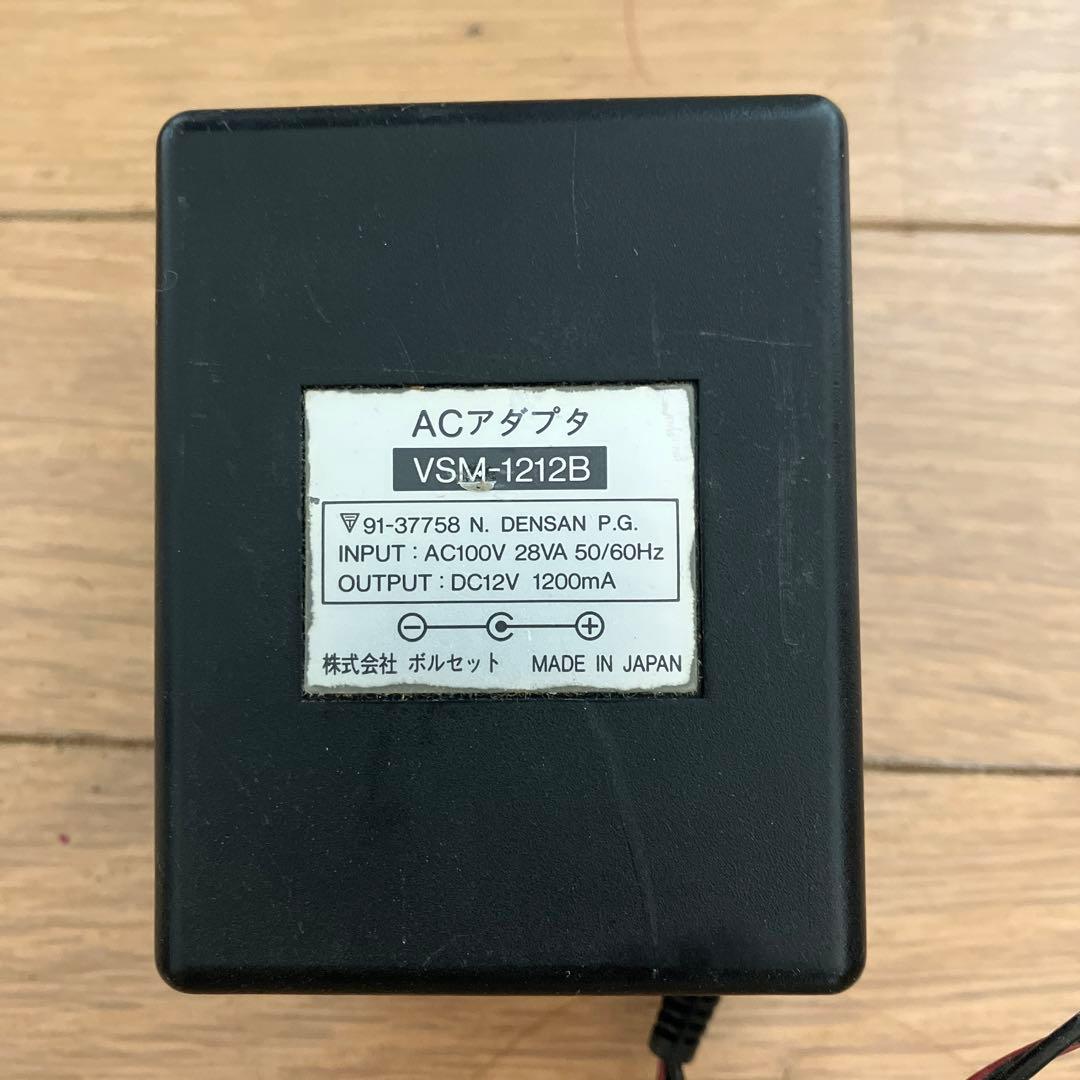 ACアダプタ
VSM-1212B
91-37758 N. DENSAN P.G.
INPUT : AC100V 28VA 50/60Hz
OUTPUT : DC12V 1200mA
株式会社 ボルセット MADE IN JAPAN